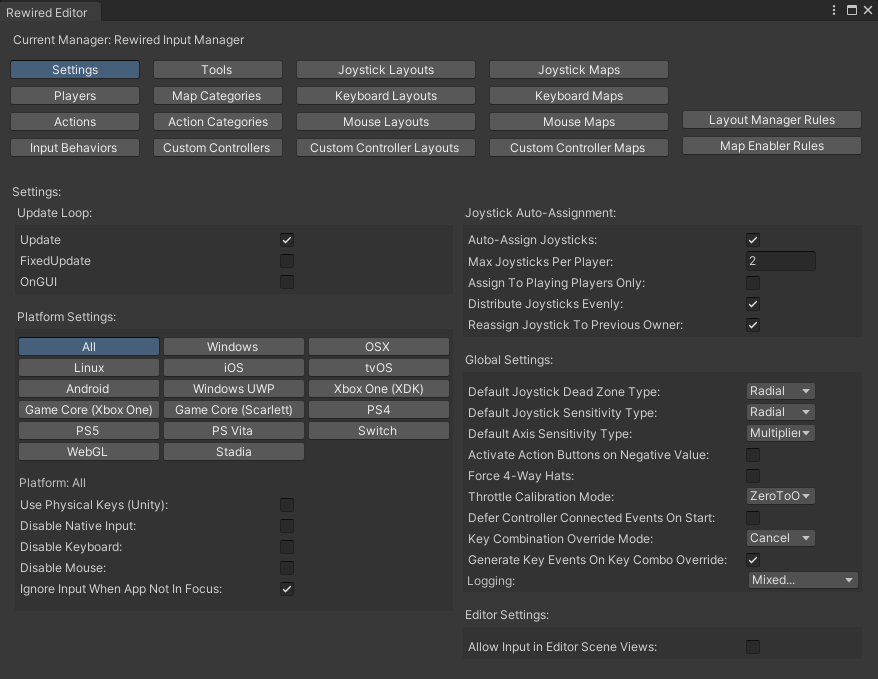 Rewired Editor
Current Manager: Rewired Input Manager
Settings Tools Joystick Layouts Joystick Maps
Players Map Categories Keyboard Layouts Keyboard Maps
Actions Action Categories Mouse Layouts Mouse Maps Layout Manager Rules
Input Behaviors Custom Controllers Custom Controller Layouts Custom Controller Maps Map Enabler Rules
Settings:
Update Loop:
Update
FixedUpdate
OnGUI
Platform Settings:
All Windows OSX
Linux iOS tvOS
Android Windows UWP Xbox One (XDK)
Game Core (Xbox One) Game Core (Scarlett) PS4
PS5 PS Vita Switch
WebGL Stadia
Platform: All
Use Physical Keys (Unity):
Disable Native Input:
Disable Keyboard:
Disable Mouse:
Ignore Input When App Not In Focus:
Joystick Auto-Assignment:
Auto-Assign Joysticks:
Max Joysticks Per Player: 2
Assign To Playing Players Only:
Distribute Joysticks Evenly:
Reassign Joystick To Previous Owner:
Global Settings:
Default Joystick Dead Zone Type: Radial
Default Joystick Sensitivity Type: Radial
Default Axis Sensitivity Type: Multiplier
Activate Action Buttons on Negative Value:
Force 4-Way Hats:
Throttle Calibration Mode: ZeroToO
Defer Controller Connected Events On Start:
Key Combination Override Mode: Cancel
Generate Key Events On Key Combo Override:
Logging: Mixed...
Editor Settings:
Allow Input in Editor Scene Views: